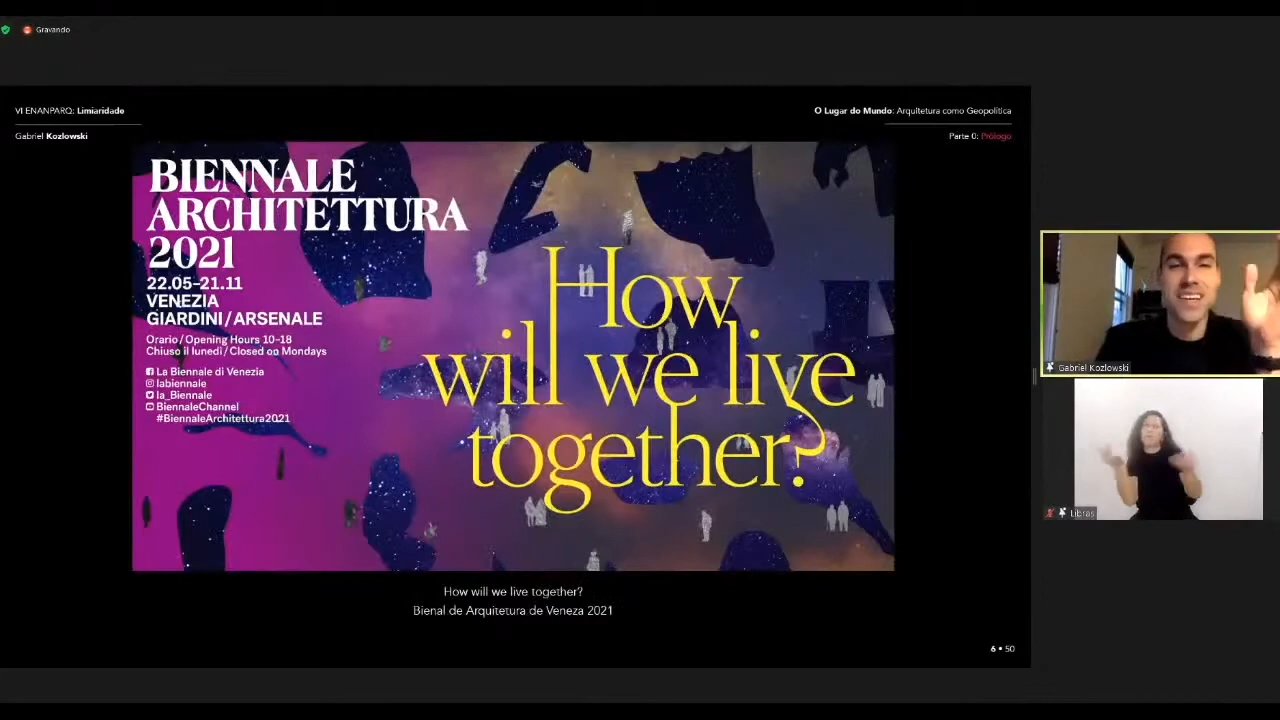 Gravando
VI ENANPARQ: Limiaridade
Gabriel Kozlowski
O Lugar do Mundo: Arquitetura como Geopolítica
Parte 0: Prólogo
BIENNALE
ARCHITETTURA
2021
22.05-21.11
VENEZIA
GIARDINI/ARSENALE
Orario/Opening Hours 10-18
Chiuso il lunedì/Closed on Mondays
La Biennale di Venezia
labiennale
la_Biennale
BiennaleChannel
#BiennaleArchitettura2021
How
will we live
together?
How will we live together?
Bienal de Arquitetura de Veneza 2021
6 • 50
Gabriel Kozlowski
Libras